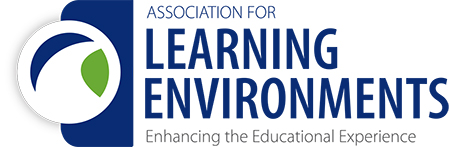 ASSOCIATION FOR
LEARNING
ENVIRONMENTS
Enhancing the Educational Experience